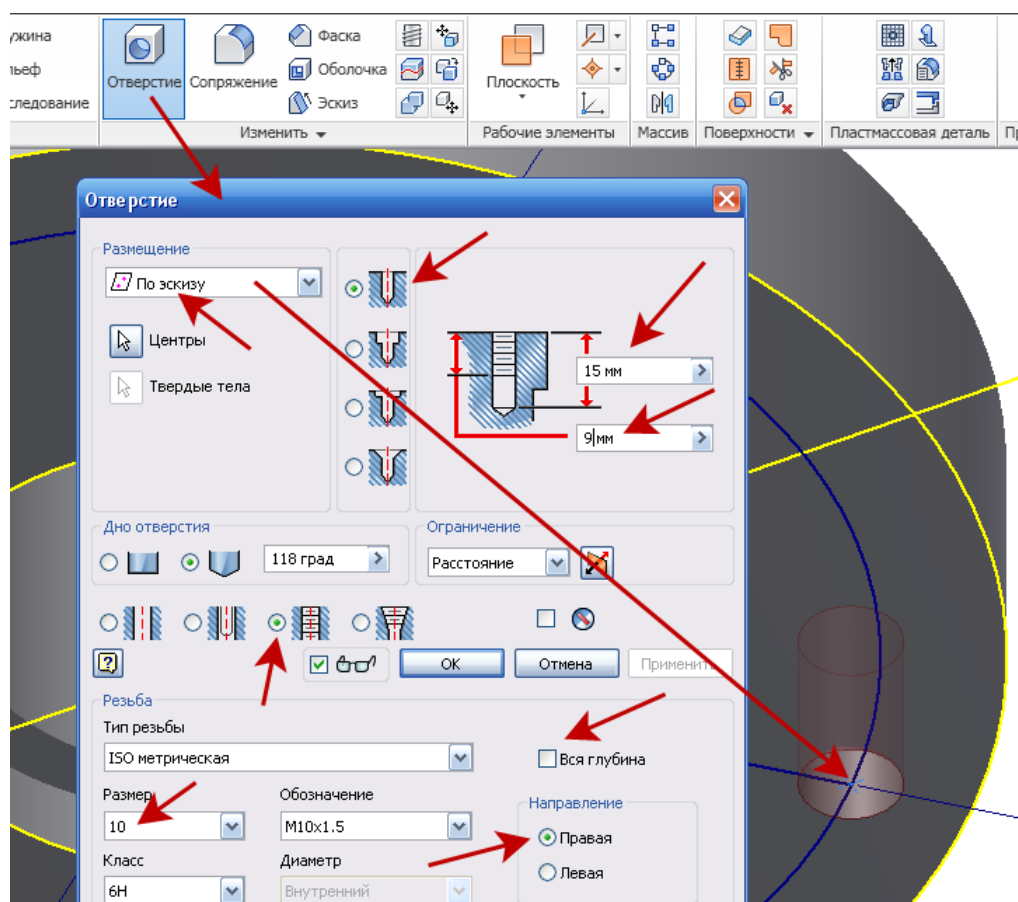 Фаска
Отверстие
Сопряжение
Оболочка
Эскиз
Плоскость
следование
Изменить
Рабочие элементы
Массив
Поверхности
Пластмассовая деталь
Отверстие
Размещение
По эскизу
Центры
Твердые тела
15 мм
9 мм
Дно отверстия
118 град
Ограничение
Расстояние
OK
Отмена
Применить
Резьба
Тип резьбы
ISO метрическая
Вся глубина
Размер
Обозначение
10
M10x1.5
Направление
Правая
Левая
Класс
Диаметр
6H
Внутренний